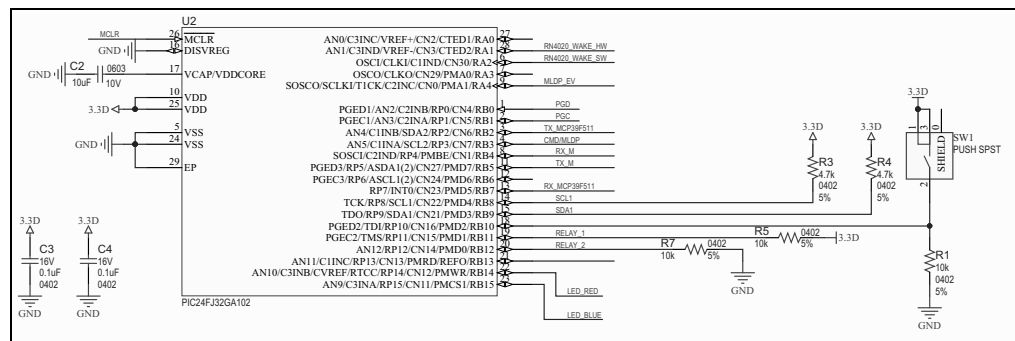 U2
MCLR
26
MCLR
16
DISVREG
GND
C2
0603
GND
10uF
10V
17
VCAP/VDDCORE
10
VDD
3.3D
25
VDD
5
VSS
GND
24
VSS
29
EP
AN0/C3INC/VREF+/CN2/CTED1/RA0
27
AN1/C3IND/VREF-/CN3/CTED2/RA1
28
RN4020_WAKE_HW
OSCI/CLKI/C1IND/CN30/RA2
RN4020_WAKE_SW
OSCO/CLKO/CN29/PMA0/RA3
SOSCO/SCLKI/T1CK/C2INC/CN0/PMA1/RA4
MLDP_EV
PGED1/AN2/C2INB/RP0/CN4/RB0
1
PGD
PGEC1/AN3/C2INA/RP1/CN5/RB1
PGC
AN4/C1INB/SDA2/RP2/CN6/RB2
TX_MCP39F511
AN5/C1INA/SCL2/RP3/CN7/RB3
CMD/MLDP
SOSCI/C2IND/RP4/PMBE/CN1/RB4
RX_M
PGED3/RP5/ASDA1(2)/CN27/PMD7/RB5
TX_M
PGEC3/RP6/ASCL1(2)/CN24/PMD6/RB6
RP7/INT0/CN23/PMD5/RB7
RX_MCP39F511
TCK/RP8/SCL1/CN22/PMD4/RB8
SCL1
TDO/RP9/SDA1/CN21/PMD3/RB9
SDA1
PGED2/TDI/RP10/CN16/PMD2/RB10
PGEC2/TMS/RP11/CN15/PMD1/RB11
RELAY_1
AN12/RP12/CN14/PMD0/RB12
RELAY_2
AN11/C1INC/RP13/CN13/PMRD/REFO/RB13
AN10/C3INB/CVREF/RTCC/RP14/CN12/PMWR/RB14
AN9/C3INA/RP15/CN11/PMCS1/RB15
LED_RED
LED_BLUE
PIC24FJ32GA102
3.3D
C3
16V
0.1uF
0402
GND
3.3D
C4
16V
0.1uF
0402
GND
R5
0402
10k
5%
3.3D
R7
0402
10k
5%
GND
3.3D
R3
4.7k
0402
5%
3.3D
R4
4.7k
0402
5%
3.3D
1
3
0
SHIELD
SW1
PUSH SPST
2
R1
10k
0402
5%
GND